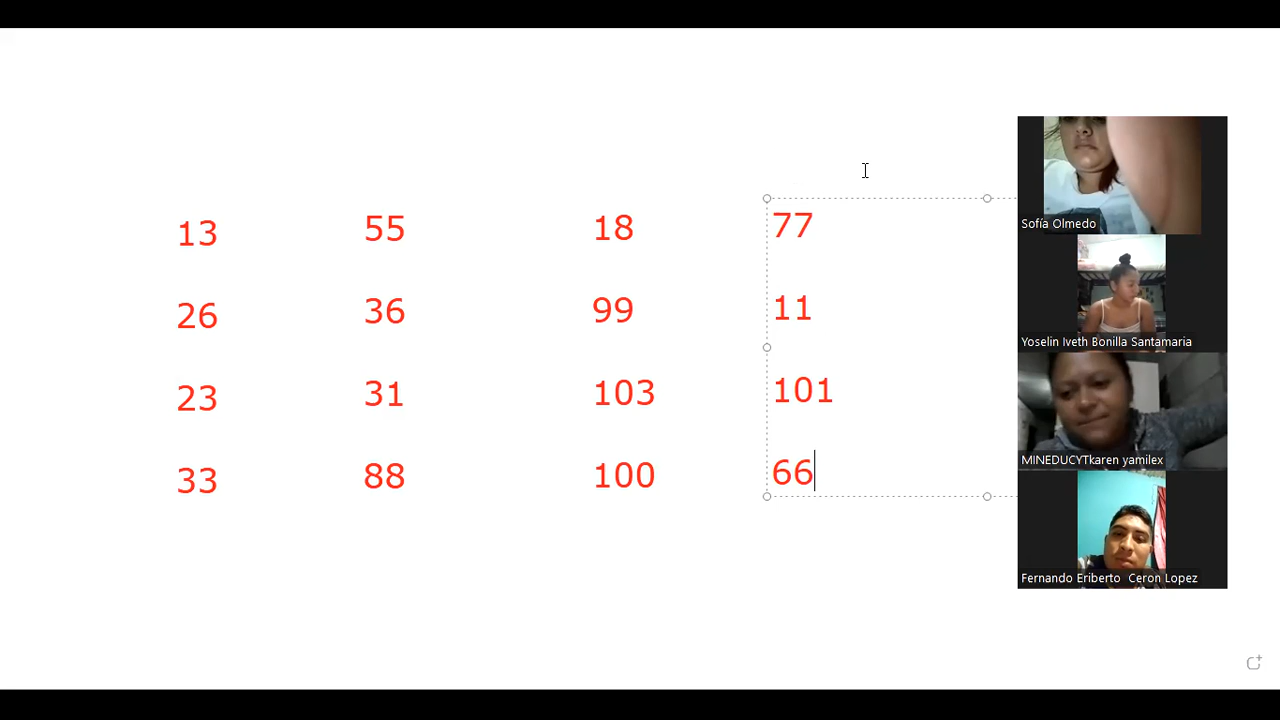 13 55 18 77
26 36 99 11
23 31 103 101
33 88 100 66
Sofía Olmedo
Yoselin Iveth Bonilla Santamaria
MINEDUCYTkaren yamilex
Fernando Eriberto Ceron Lopez